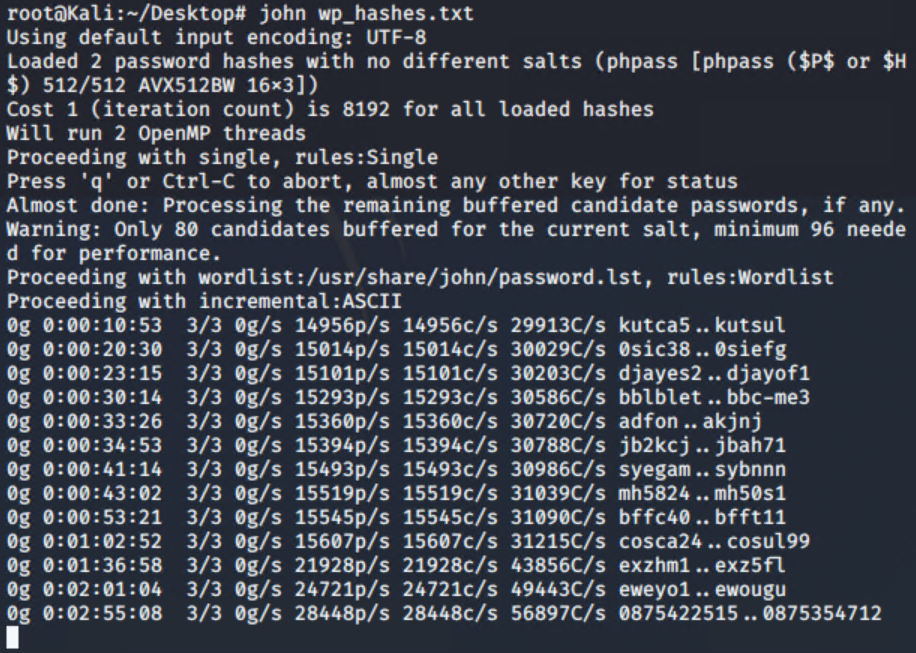 root@Kali:~/Desktop# john wp_hashes.txt
Using default input encoding: UTF-8
Loaded 2 password hashes with no different salts (phpass [phpass ($P$ or $H
$) 512/512 AVX512BW 16×3])
Cost 1 (iteration count) is 8192 for all loaded hashes
Will run 2 OpenMP threads
Proceeding with single, rules:Single
Press 'q' or Ctrl-C to abort, almost any other key for status
Almost done: Processing the remaining buffered candidate passwords, if any.
Warning: Only 80 candidates buffered for the current salt, minimum 96 neede
d for performance.
Proceeding with wordlist:/usr/share/john/password.lst, rules:Wordlist
Proceeding with incremental:ASCII
0g 0:00:10:53  3/3 0g/s 14956p/s 14956c/s 29913C/s kutca5..kutsul
0g 0:00:20:30  3/3 0g/s 15014p/s 15014c/s 30029C/s 0sic38..0siefg
0g 0:00:23:15  3/3 0g/s 15101p/s 15101c/s 30203C/s djayes2..djayof1
0g 0:00:30:14  3/3 0g/s 15293p/s 15293c/s 30586C/s bblblet..bbc-me3
0g 0:00:33:26  3/3 0g/s 15360p/s 15360c/s 30720C/s adfon..akjnj
0g 0:00:34:53  3/3 0g/s 15394p/s 15394c/s 30788C/s jb2kcj..jbah71
0g 0:00:41:14  3/3 0g/s 15493p/s 15493c/s 30986C/s syegam..sybnnn
0g 0:00:43:02  3/3 0g/s 15519p/s 15519c/s 31039C/s mh5824..mh50s1
0g 0:00:53:21  3/3 0g/s 15545p/s 15545c/s 31090C/s bffc40..bfft11
0g 0:01:02:52  3/3 0g/s 15607p/s 15607c/s 31215C/s cosca24..cosul99
0g 0:01:36:58  3/3 0g/s 21928p/s 21928c/s 43856C/s exzhm1..exz5fl
0g 0:02:01:04  3/3 0g/s 24721p/s 24721c/s 49443C/s eweyo1..ewougu
0g 0:02:55:08  3/3 0g/s 28448p/s 28448c/s 56897C/s 0875422515..0875354712